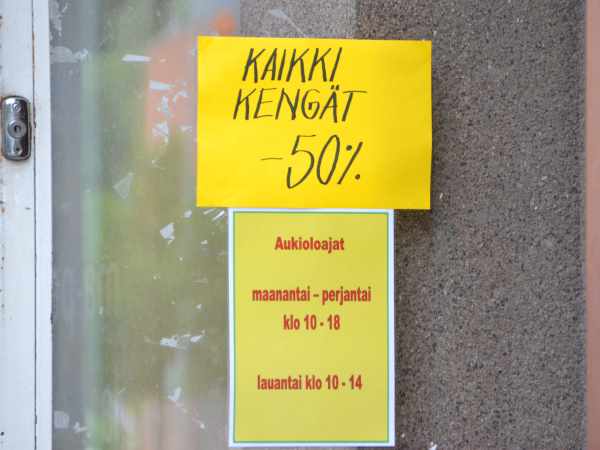 KAIKKI
KENGÄT
-50%
Aukioloajat
maanantai – perjantai
klo 10 - 18
lauantai klo 10 - 14